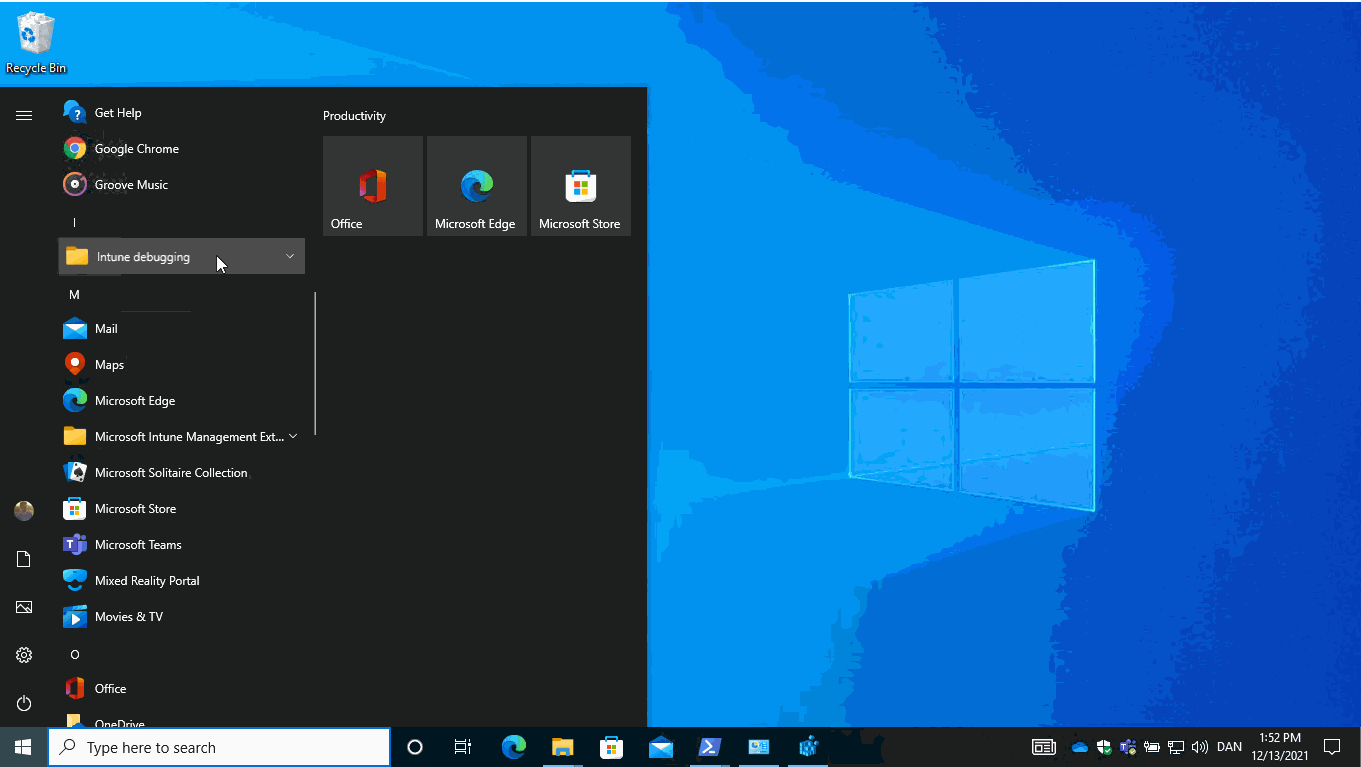 Recycle Bin
Get Help
Google Chrome
Groove Music
I
Intune debugging
M
Mail
Maps
Microsoft Edge
Microsoft Intune Management Ext...
Microsoft Solitaire Collection
Microsoft Store
Microsoft Teams
Mixed Reality Portal
Movies & TV
O
Office
OneDrive
Productivity
Office
Microsoft Edge
Microsoft Store
Type here to search
DAN
1:52 PM
12/13/2021